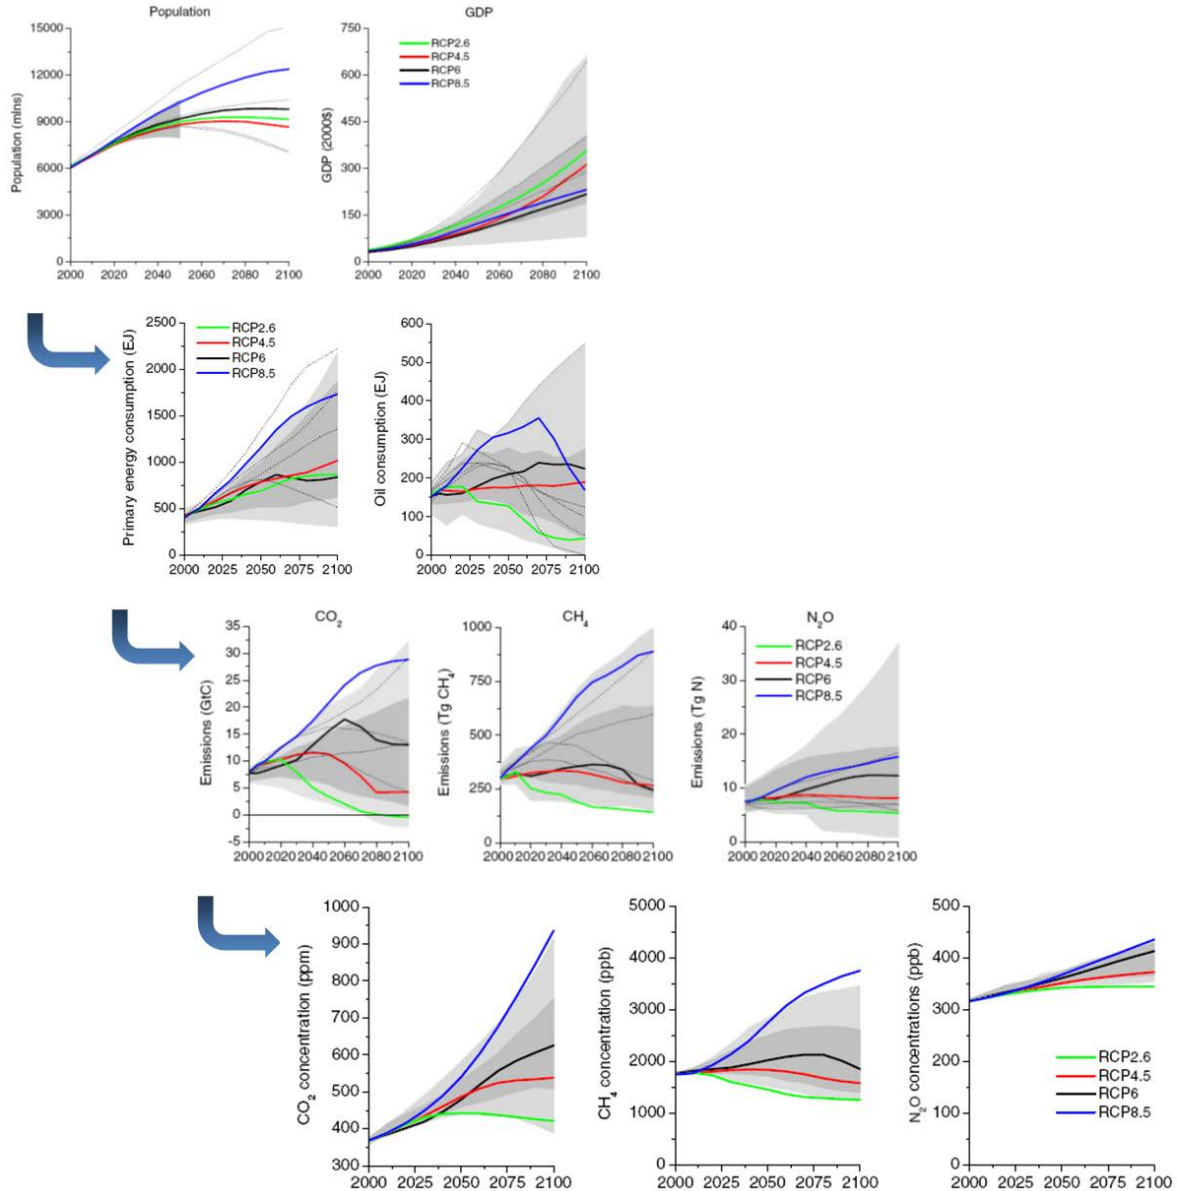 Population
GDP
Population (mlns)
15000
12000
9000
6000
3000
0
2000 2020 2040 2060 2080 2100
GDP (2000$)
750
600
450
300
150
0
2000 2020 2040 2060 2080 2100
RCP2.6
RCP4.5
RCP6
RCP8.5
Primary energy consumption (EJ)
2500
2000
1500
1000
500
0
2000 2025 2050 2075 2100
RCP2.6
RCP4.5
RCP6
RCP8.5
Oil consumption (EJ)
600
500
400
300
200
100
0
2000 2025 2050 2075 2100
CO₂
Emissions (GtC)
35
30
25
20
15
10
5
0
-5
2000 2020 2040 2060 2080 2100
CH₄
Emissions (Tg CH₄)
1000
750
500
250
0
2000 2020 2040 2060 2080 2100
N₂O
Emissions (Tg N)
40
30
20
10
0
2000 2020 2040 2060 2080 2100
RCP2.6
RCP4.5
RCP6
RCP8.5
CO₂ concentration (ppm)
1000
900
800
700
600
500
400
300
2000 2025 2050 2075 2100
CH₄ concentration (ppb)
5000
4000
3000
2000
1000
0
2000 2025 2050 2075 2100
N₂O concentrations (ppb)
500
400
300
200
100
0
2000 2025 2050 2075 2100
RCP2.6
RCP4.5
RCP6
RCP8.5